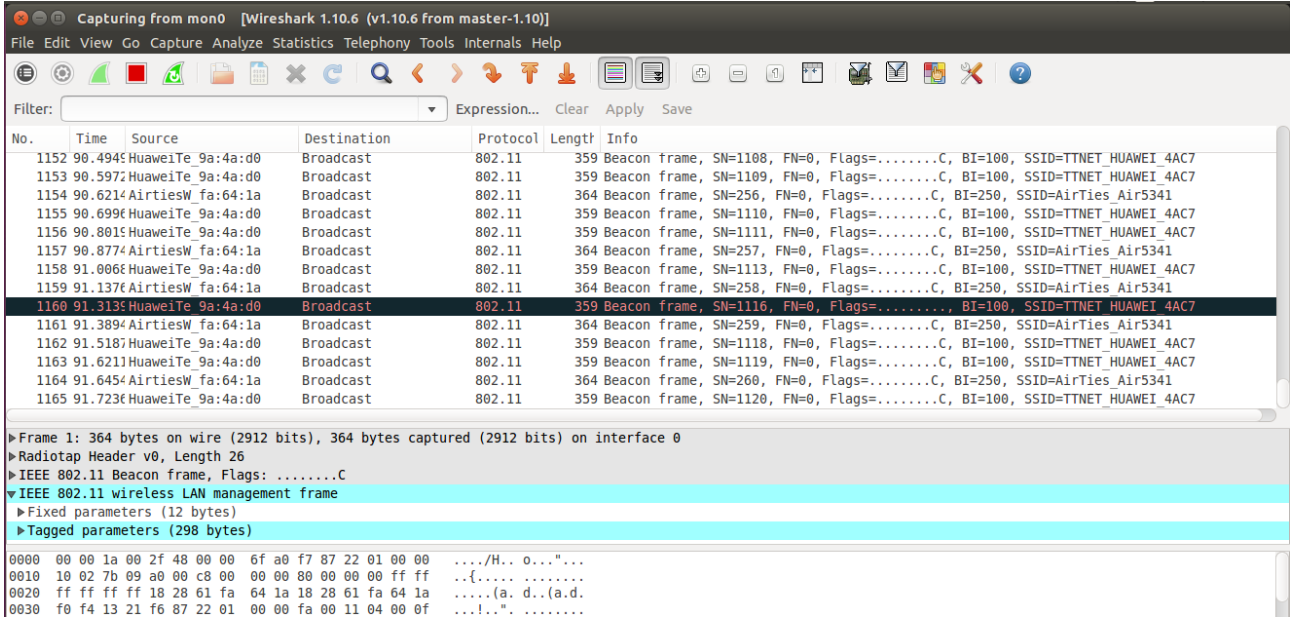 Capturing from mon0 [Wireshark 1.10.6 (v1.10.6 from master-1.10)]
File Edit View Go Capture Analyze Statistics Telephony Tools Internals Help
Filter: Expression... Clear Apply Save
No. Time Source Destination Protocol Length Info
1152 90.4949 HuaweiTe_9a:4a:d0 Broadcast 802.11 359 Beacon frame, SN=1108, FN=0, Flags=........C, BI=100, SSID=TTNET_HUAWEI_4AC7
1153 90.5972 HuaweiTe_9a:4a:d0 Broadcast 802.11 359 Beacon frame, SN=1109, FN=0, Flags=........C, BI=100, SSID=TTNET_HUAWEI_4AC7
1154 90.6214 AirtiesW_fa:64:1a Broadcast 802.11 364 Beacon frame, SN=256, FN=0, Flags=........C, BI=250, SSID=AirTies_Air5341
1155 90.6996 HuaweiTe_9a:4a:d0 Broadcast 802.11 359 Beacon frame, SN=1110, FN=0, Flags=........C, BI=100, SSID=TTNET_HUAWEI_4AC7
1156 90.8019 HuaweiTe_9a:4a:d0 Broadcast 802.11 359 Beacon frame, SN=1111, FN=0, Flags=........C, BI=100, SSID=TTNET_HUAWEI_4AC7
1157 90.8774 AirtiesW_fa:64:1a Broadcast 802.11 364 Beacon frame, SN=257, FN=0, Flags=........C, BI=250, SSID=AirTies_Air5341
1158 91.0068 HuaweiTe_9a:4a:d0 Broadcast 802.11 359 Beacon frame, SN=1113, FN=0, Flags=........C, BI=100, SSID=TTNET_HUAWEI_4AC7
1159 91.1376 AirtiesW_fa:64:1a Broadcast 802.11 364 Beacon frame, SN=258, FN=0, Flags=........C, BI=250, SSID=AirTies_Air5341
1160 91.3139 HuaweiTe_9a:4a:d0 Broadcast 802.11 359 Beacon frame, SN=1116, FN=0, Flags=........., BI=100, SSID=TTNET_HUAWEI_4AC7
1161 91.3894 AirtiesW_fa:64:1a Broadcast 802.11 364 Beacon frame, SN=259, FN=0, Flags=........C, BI=250, SSID=AirTies_Air5341
1162 91.5187 HuaweiTe_9a:4a:d0 Broadcast 802.11 359 Beacon frame, SN=1118, FN=0, Flags=........C, BI=100, SSID=TTNET_HUAWEI_4AC7
1163 91.6211 HuaweiTe_9a:4a:d0 Broadcast 802.11 359 Beacon frame, SN=1119, FN=0, Flags=........C, BI=100, SSID=TTNET_HUAWEI_4AC7
1164 91.6454 AirtiesW_fa:64:1a Broadcast 802.11 364 Beacon frame, SN=260, FN=0, Flags=........C, BI=250, SSID=AirTies_Air5341
1165 91.7236 HuaweiTe_9a:4a:d0 Broadcast 802.11 359 Beacon frame, SN=1120, FN=0, Flags=........C, BI=100, SSID=TTNET_HUAWEI_4AC7
Frame 1: 364 bytes on wire (2912 bits), 364 bytes captured (2912 bits) on interface 0
Radiotap Header v0, Length 26
IEEE 802.11 Beacon frame, Flags: ........C
IEEE 802.11 wireless LAN management frame
Fixed parameters (12 bytes)
Tagged parameters (298 bytes)
0000 00 00 1a 00 2f 48 00 00 6f a0 f7 87 22 01 00 00 ..../H.. o..."...
0010 10 02 7b 09 a0 00 c8 00 00 00 80 00 00 00 ff ff ..{..... ........
0020 ff ff ff ff 18 28 61 fa 64 1a 18 28 61 fa 64 1a .....(a. d..(a.d.
0030 f0 f4 13 21 f6 87 22 01 00 00 fa 00 11 04 00 0f ...!..". ........